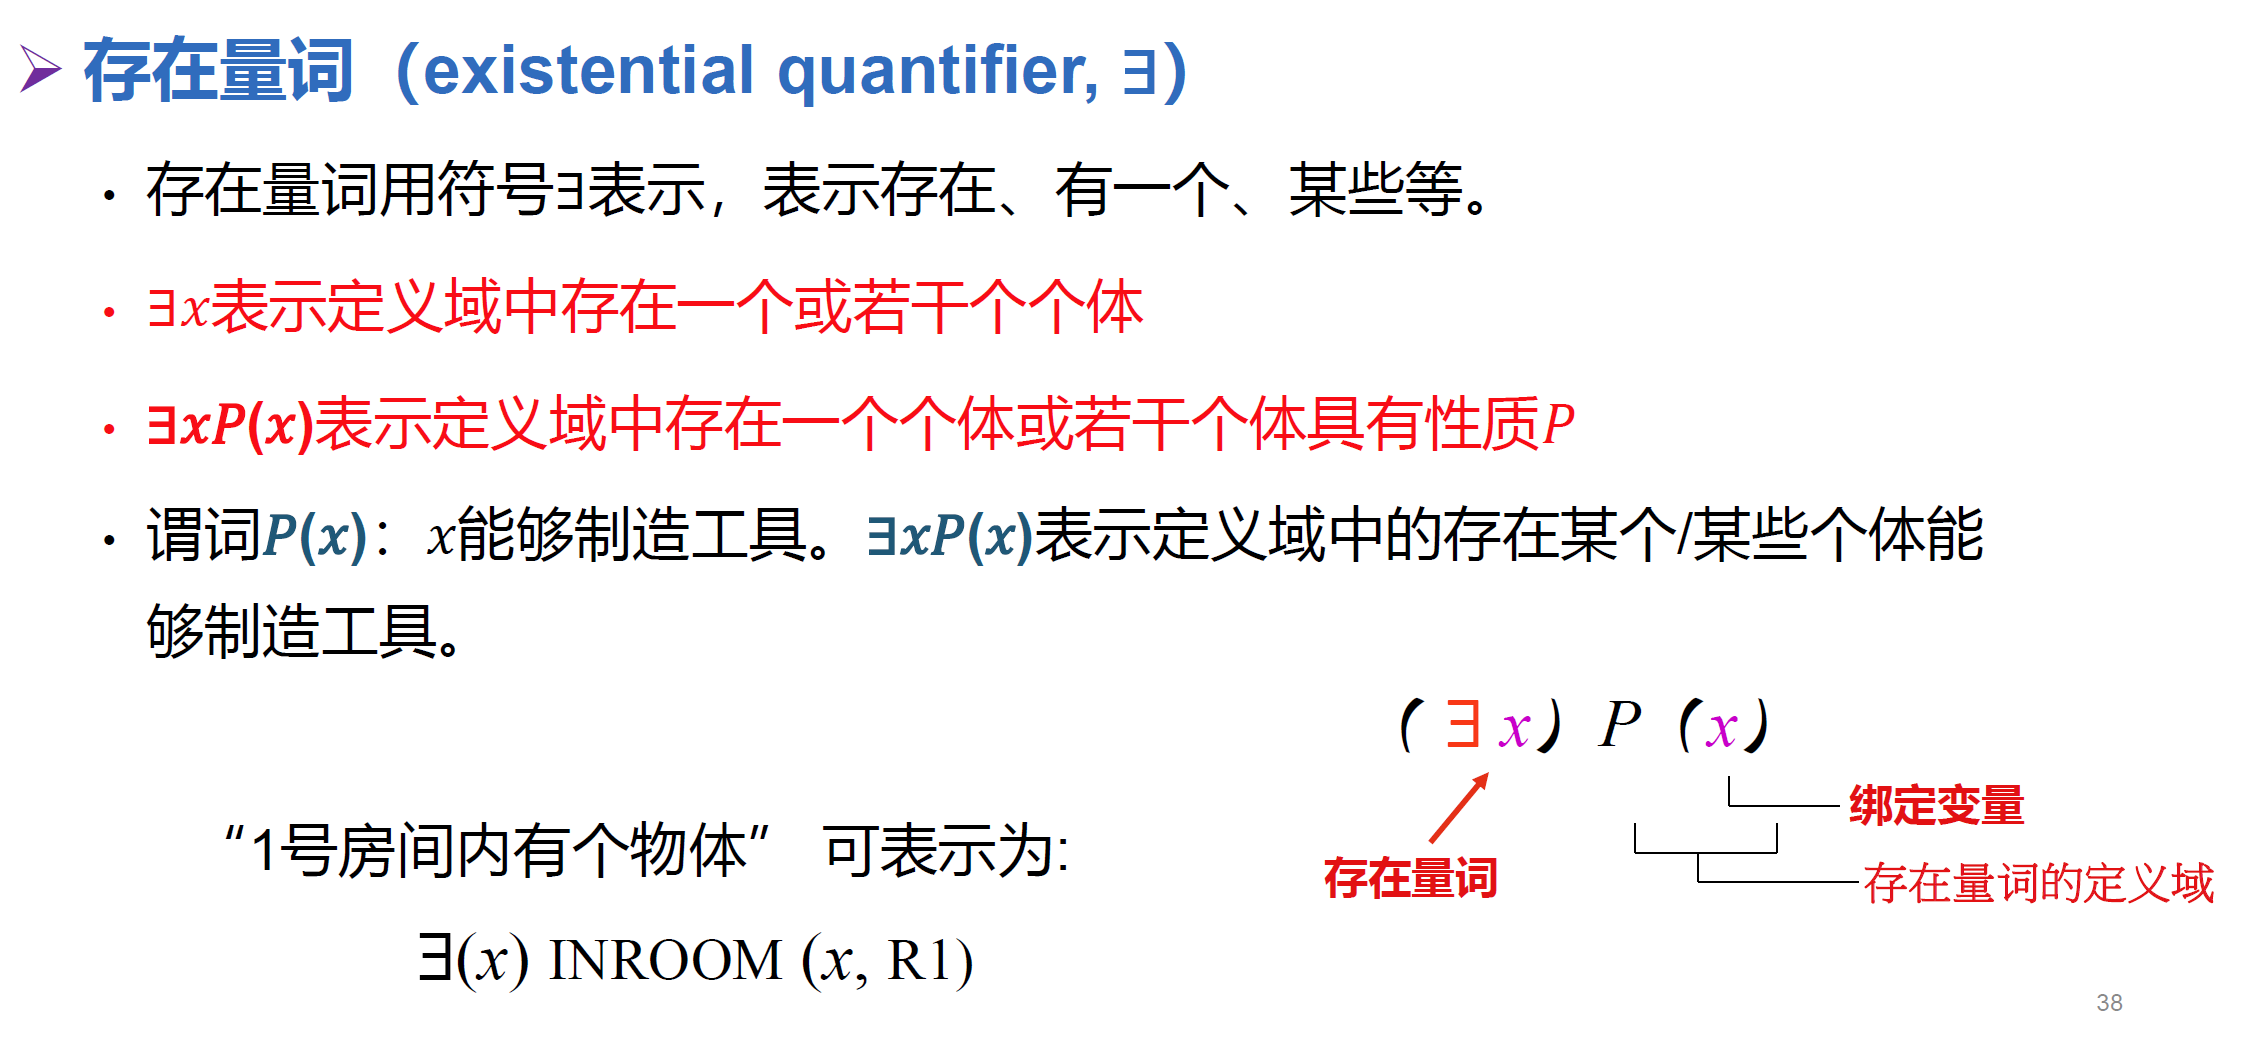 存在量词（existential quantifier, ∃）
• 存在量词用符号∃表示，表示存在、有一个、某些等。
• ∃x表示定义域中存在一个或若干个个体
• ∃xP(x)表示定义域中存在一个个体或若干个体具有性质P
• 谓词P(x)：x能够制造工具。∃xP(x)表示定义域中的存在某个/某些个体能
够制造工具。
（∃x）P（x）
绑定变量
存在量词
存在量词的定义域
“1号房间内有个物体” 可表示为:
∃(x) INROOM (x, R1)
38